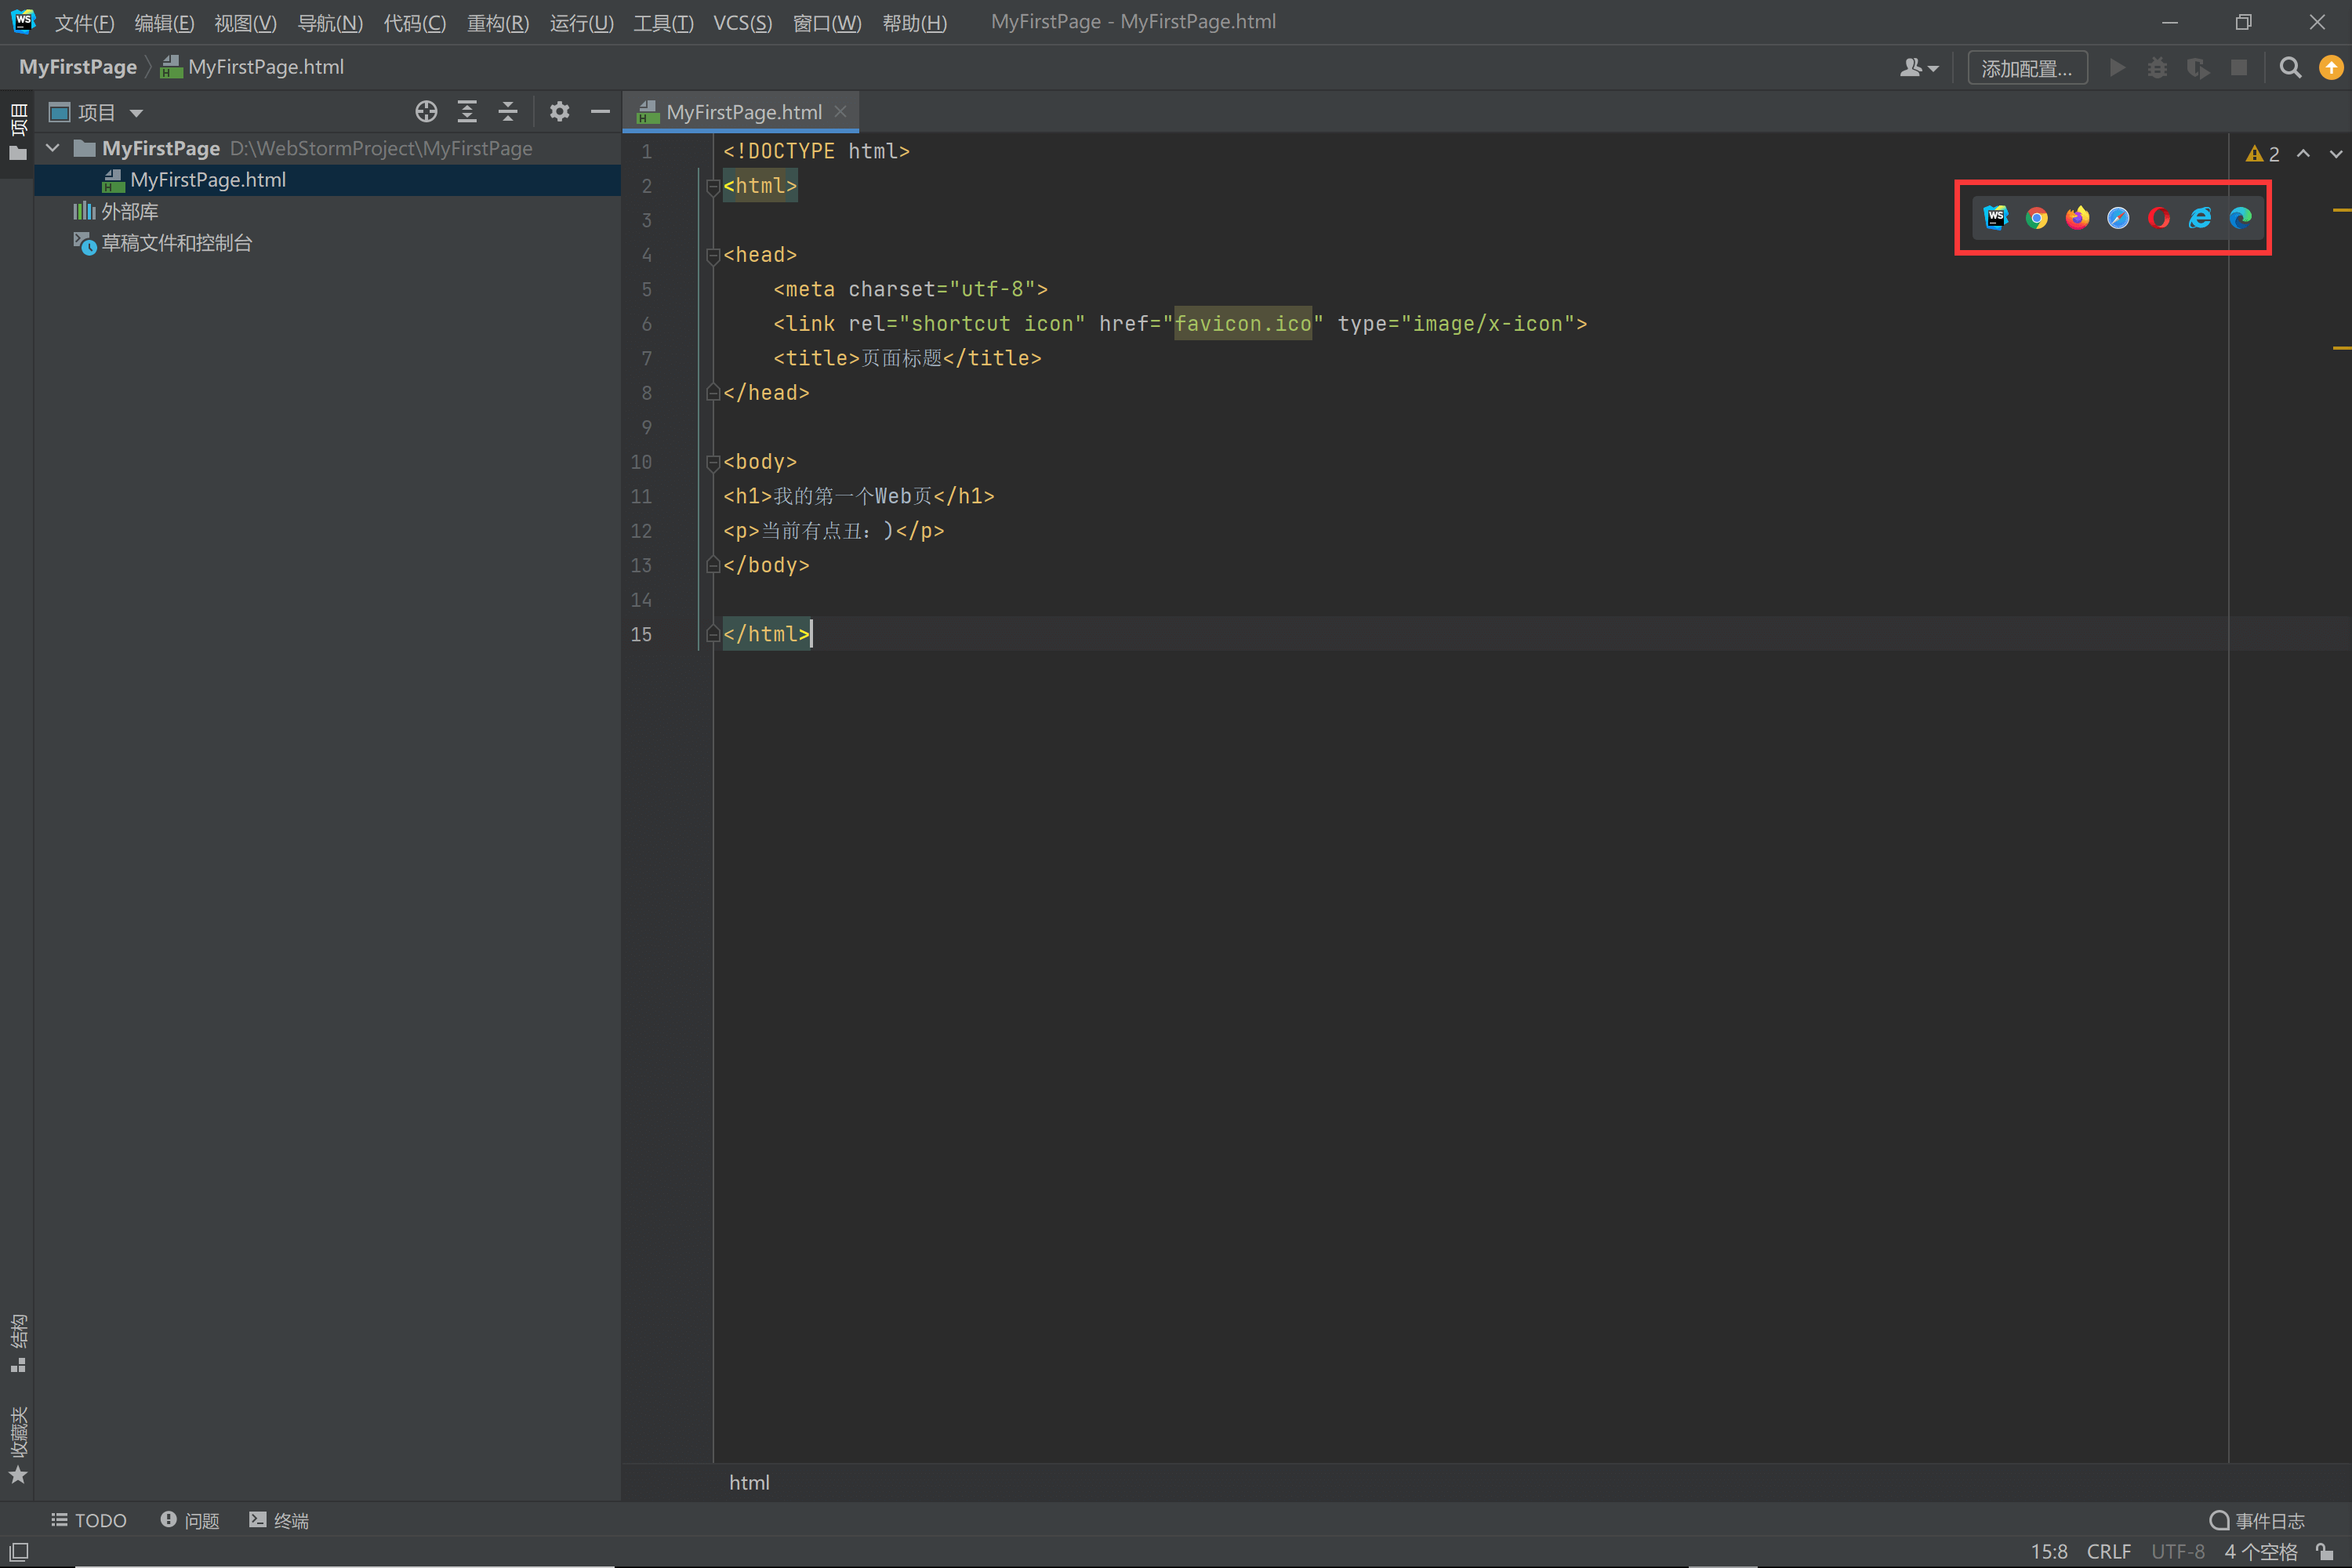 文件(F) 编辑(E) 视图(V) 导航(N) 代码(C) 重构(R) 运行(U) 工具(T) VCS(S) 窗口(W) 帮助(H) MyFirstPage - MyFirstPage.html
MyFirstPage MyFirstPage.html 添加配置...
项目
项目
MyFirstPage.html
MyFirstPage D:\WebStormProject\MyFirstPage
MyFirstPage.html
外部库
草稿文件和控制台
2
1 <!DOCTYPE html>
2 <html>
3
4 <head>
5 <meta charset="utf-8">
6 <link rel="shortcut icon" href="favicon.ico" type="image/x-icon">
7 <title>页面标题</title>
8 </head>
9
10 <body>
11 <h1>我的第一个Web页</h1>
12 <p>当前有点丑：)</p>
13 </body>
14
15 </html>
结构
收藏夹
html
TODO 问题 终端 事件日志
15:8 CRLF UTF-8 4 个空格